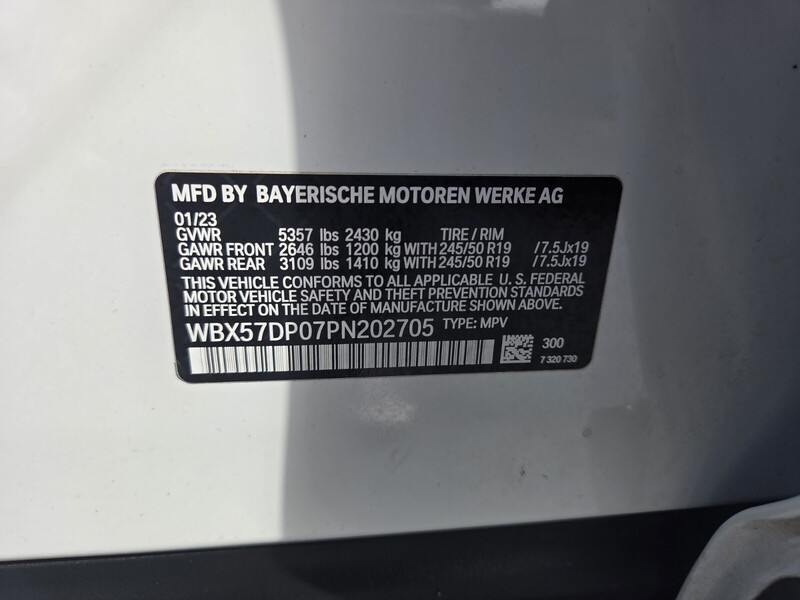 MFD BY BAYERISCHE MOTOREN WERKE AG
01/23
GVWR 5357 lbs 2430 kg TIRE / RIM
GAWR FRONT 2646 lbs 1200 kg WITH 245/50 R19 /7.5Jx19
GAWR REAR 3109 lbs 1410 kg WITH 245/50 R19 /7.5Jx19
THIS VEHICLE CONFORMS TO ALL APPLICABLE U.S. FEDERAL
MOTOR VEHICLE SAFETY AND THEFT PREVENTION STANDARDS
IN EFFECT ON THE DATE OF MANUFACTURE SHOWN ABOVE.
WBX57DP07PN202705 TYPE: MPV
300
7 320 730